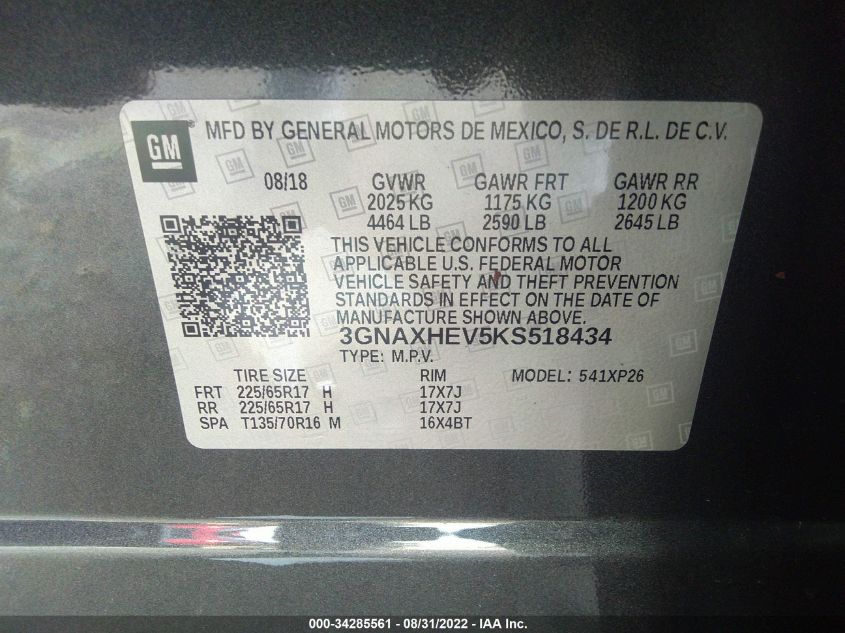 GM
MFD BY GENERAL MOTORS DE MEXICO, S. DE R.L. DE C.V.
08/18 GVWR GAWR FRT GAWR RR
2025 KG 1175 KG 1200 KG
4464 LB 2590 LB 2645 LB
THIS VEHICLE CONFORMS TO ALL
APPLICABLE U.S. FEDERAL MOTOR
VEHICLE SAFETY AND THEFT PREVENTION
STANDARDS IN EFFECT ON THE DATE OF
MANUFACTURE SHOWN ABOVE.
3GNAXHEV5KS518434
TYPE: M.P.V.
TIRE SIZE RIM MODEL: 541XP26
FRT 225/65R17 H 17X7J
RR 225/65R17 H 17X7J
SPA T135/70R16 M 16X4BT
000-34285561 - 08/31/2022 - IAA Inc.